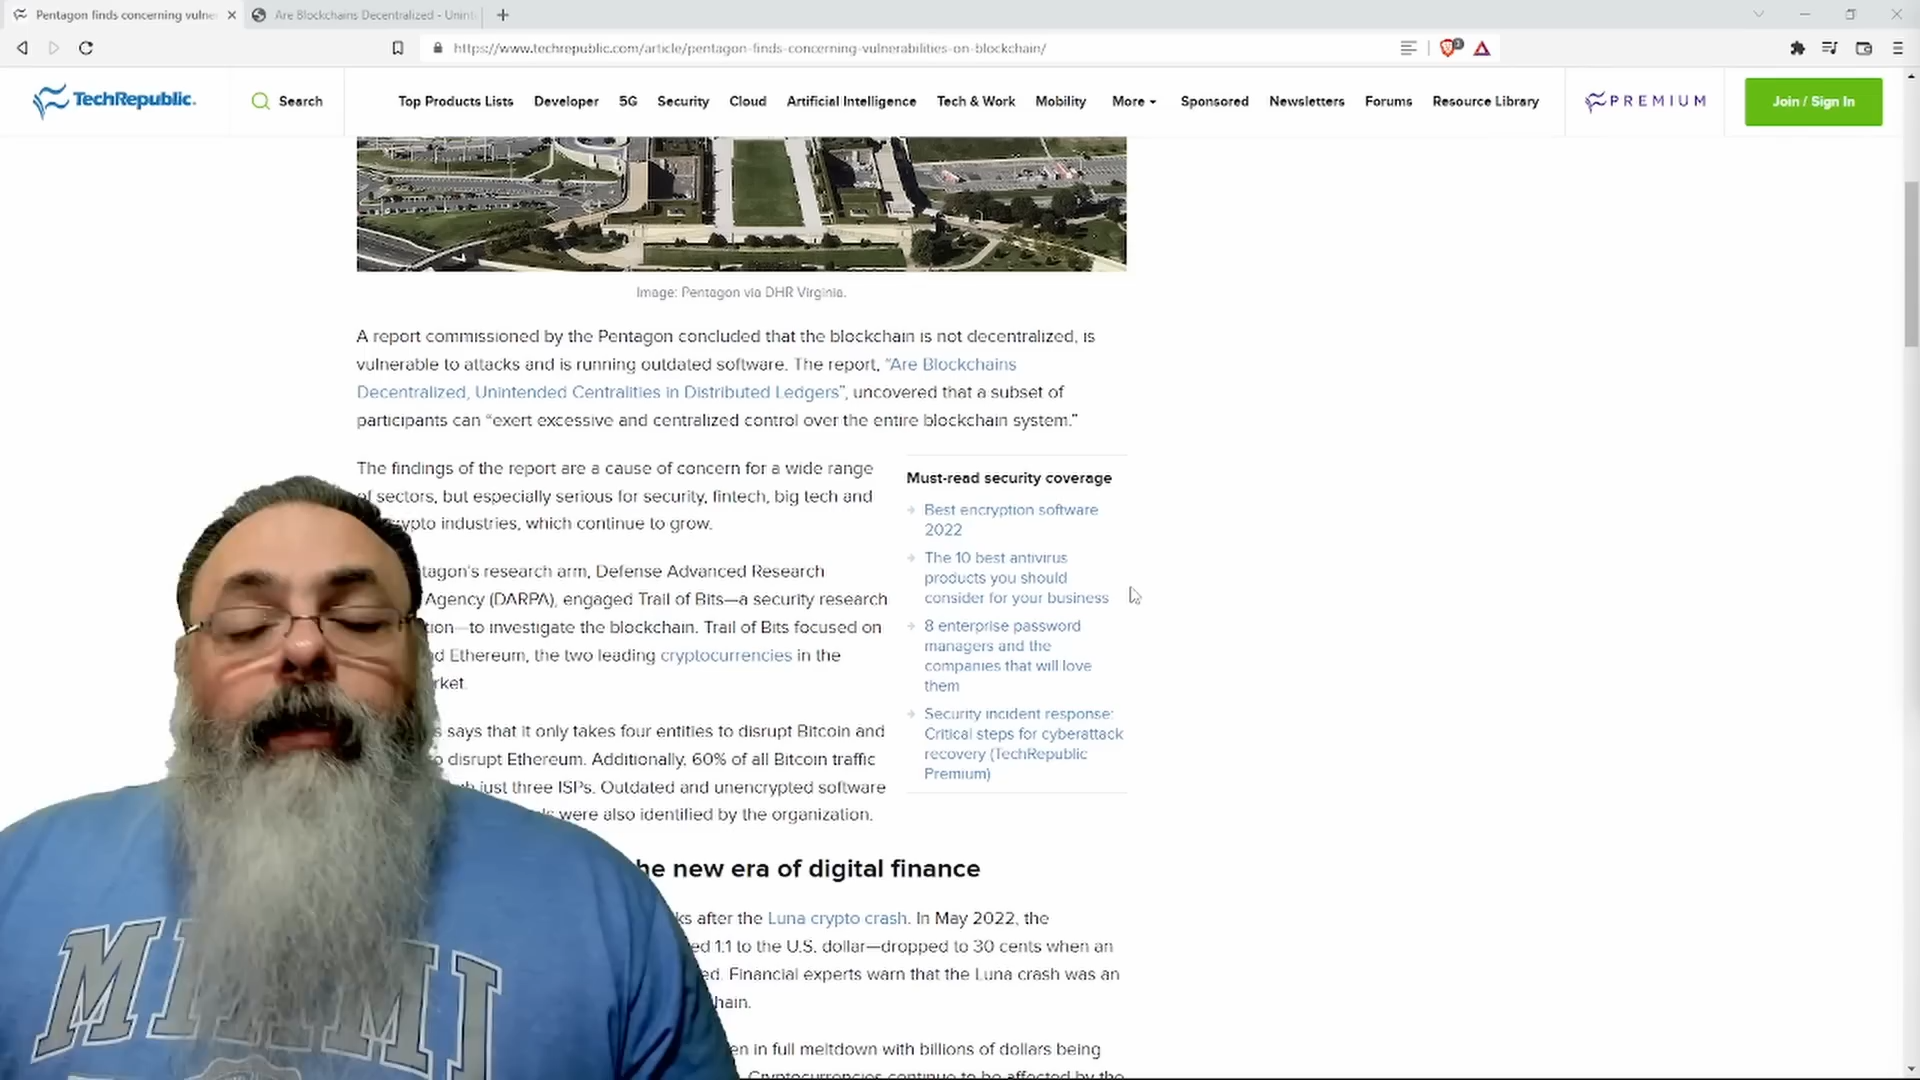 Pentagon finds concerning vulne
Are Blockchains Decentralized - Unint
https://www.techrepublic.com/article/pentagon-finds-concerning-vulnerabilities-on-blockchain/
TechRepublic.
Search
Top Products Lists
Developer
5G
Security
Cloud
Artificial Intelligence
Tech & Work
Mobility
More
Sponsored
Newsletters
Forums
Resource Library
PREMIUM
Join / Sign In
Image: Pentagon via DHR Virginia.
A report commissioned by the Pentagon concluded that the blockchain is not decentralized, is
vulnerable to attacks and is running outdated software. The report, “Are Blockchains
Decentralized, Unintended Centralities in Distributed Ledgers”, uncovered that a subset of
participants can “exert excessive and centralized control over the entire blockchain system.”
The findings of the report are a cause of concern for a wide range
of sectors, but especially serious for security, fintech, big tech and
ypto industries, which continue to grow.
tagon’s research arm, Defense Advanced Research
Agency (DARPA), engaged Trail of Bits—a security research
tion—to investigate the blockchain. Trail of Bits focused on
d Ethereum, the two leading cryptocurrencies in the
rket.
s says that it only takes four entities to disrupt Bitcoin and
o disrupt Ethereum. Additionally, 60% of all Bitcoin traffic
h just three ISPs. Outdated and unencrypted software
s were also identified by the organization.
Must-read security coverage
Best encryption software
2022
The 10 best antivirus
products you should
consider for your business
8 enterprise password
managers and the
companies that will love
them
Security incident response:
Critical steps for cyberattack
recovery (TechRepublic
Premium)
he new era of digital finance
ks after the Luna crypto crash. In May 2022, the
ed 1:1 to the U.S. dollar—dropped to 30 cents when an
ed. Financial experts warn that the Luna crash was an
hain.
en in full meltdown with billions of dollars being
Cryptocurrencies continue to be affected by the
MIAMI